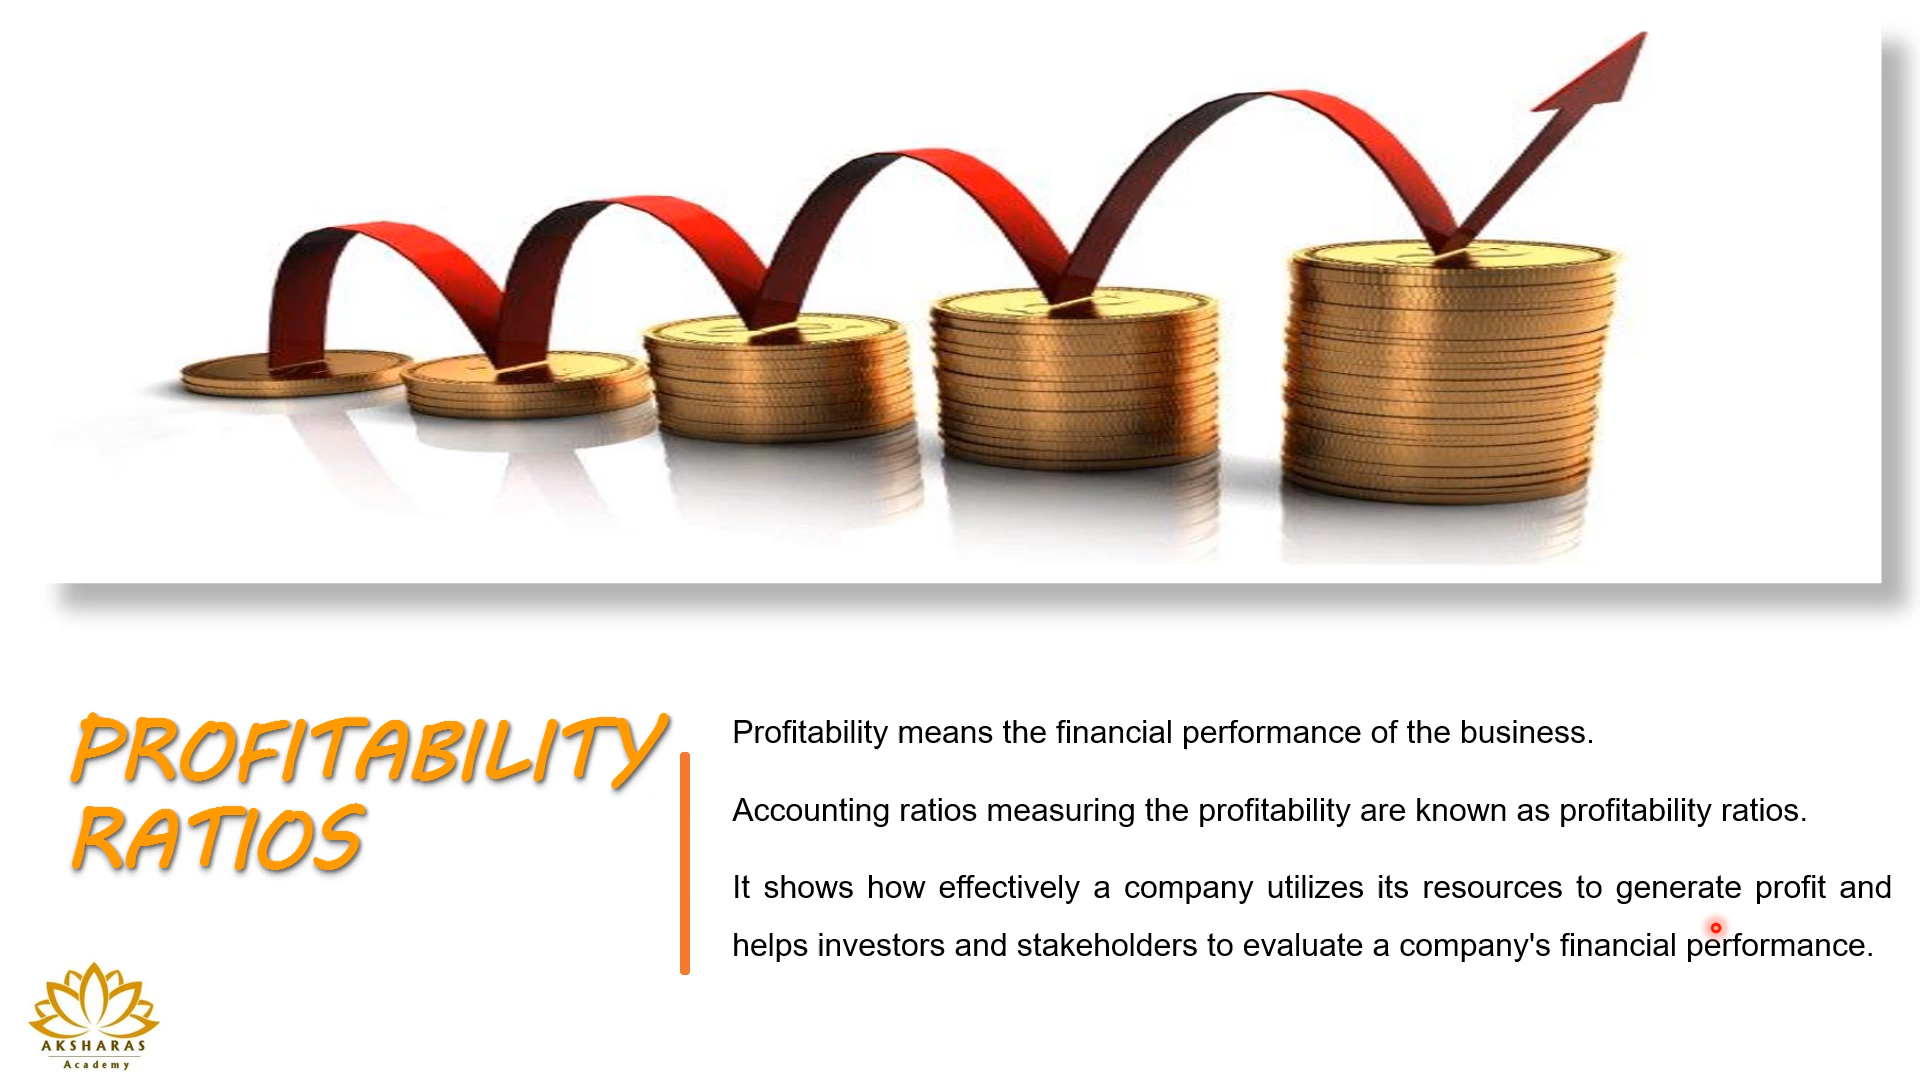 PROFITABILITY
RATIOS
Profitability means the financial performance of the business.
Accounting ratios measuring the profitability are known as profitability ratios.
It shows how effectively a company utilizes its resources to generate profit and
helps investors and stakeholders to evaluate a company's financial performance.
AKSHARAS
Academy